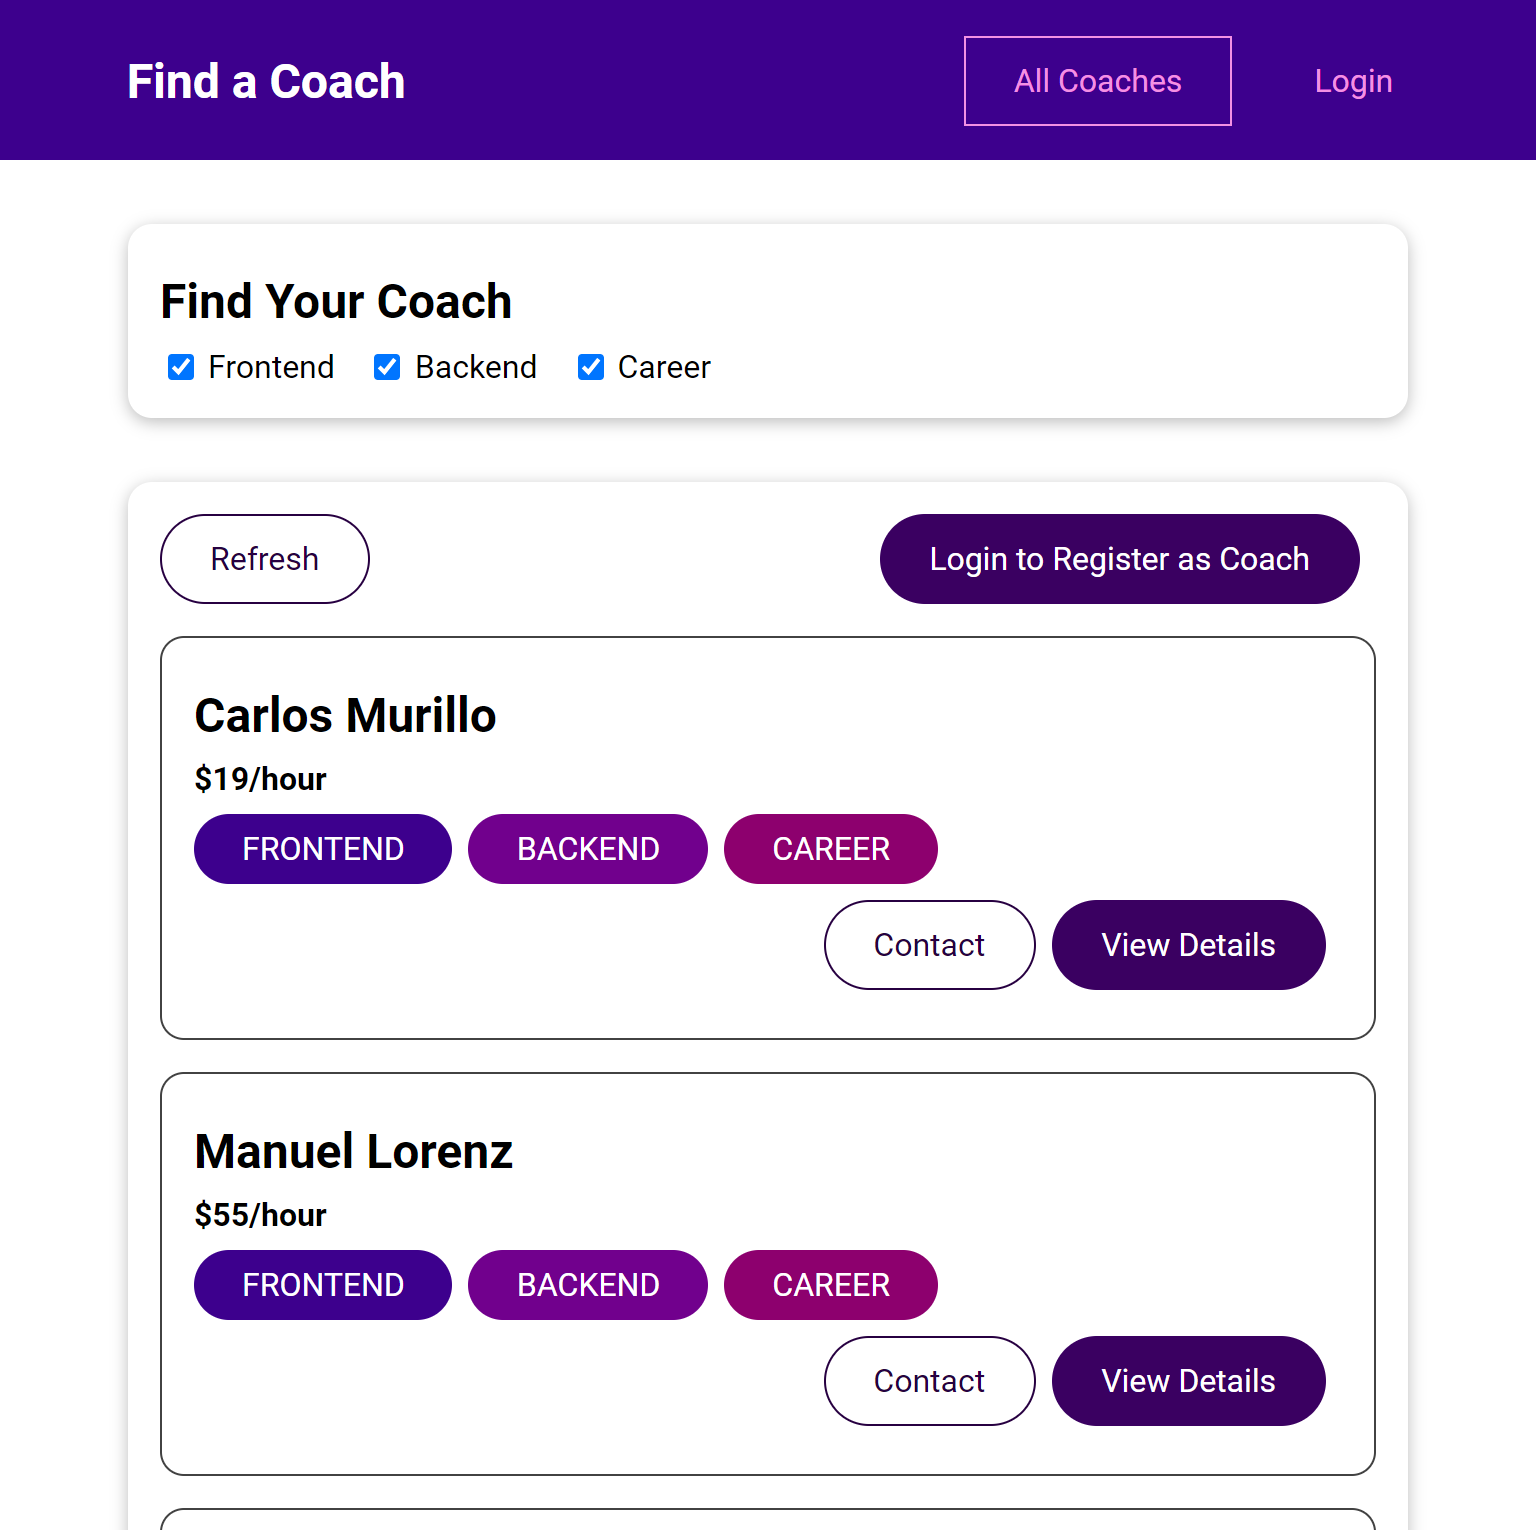 Find a Coach
All Coaches
Login
Find Your Coach
Frontend
Backend
Career
Refresh
Login to Register as Coach
Carlos Murillo
$19/hour
FRONTEND
BACKEND
CAREER
Contact
View Details
Manuel Lorenz
$55/hour
FRONTEND
BACKEND
CAREER
Contact
View Details